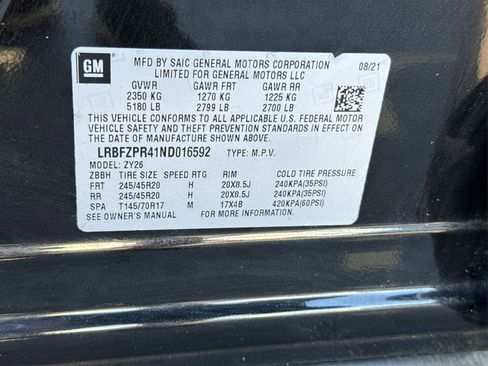 GM
MFD BY SAIC GENERAL MOTORS CORPORATION 08/21
LIMITED FOR GENERAL MOTORS LLC
GVWR GAWR FRT GAWR RR
2350 KG 1270 KG 1225 KG
5180 LB 2799 LB 2700 LB
THIS VEHICLE CONFORMS TO ALL APPLICABLE U.S. FEDERAL MOTOR
VEHICLE SAFETY AND THEFT PREVENTION STANDARDS IN EFFECT ON
THE DATE OF MANUFACTURE SHOWN ABOVE.
LRBFZPR41ND016592 TYPE: M.P.V.
MODEL: ZY26
ZBBH TIRE SIZE SPEED RTG RIM COLD TIRE PRESSURE
FRT 245/45R20 H 20X8.5J 240KPA(35PSI)
RR 245/45R20 H 20X8.5J 240KPA(35PSI)
SPA T145/70R17 M 17X4B 420KPA(60PSI)
SEE OWNER'S MANUAL FOR MORE INFORMATION.